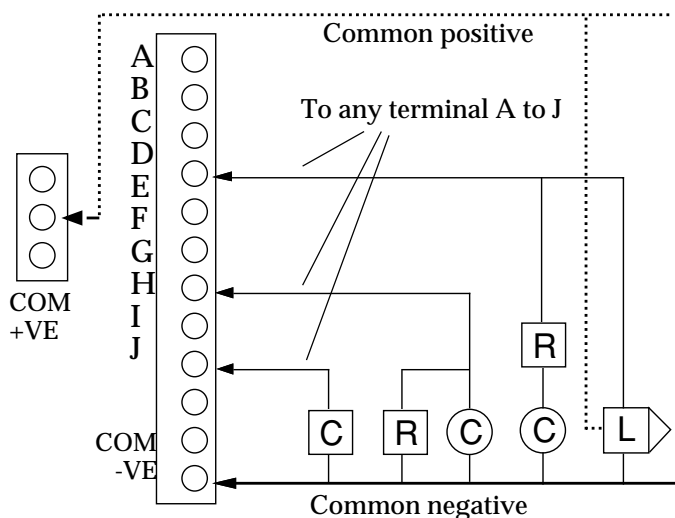 Common positive
A
B
C
D
E
F
G
H
I
J
To any terminal A to J
COM
+VE
R
C
R
C
C
L
COM
-VE
Common negative